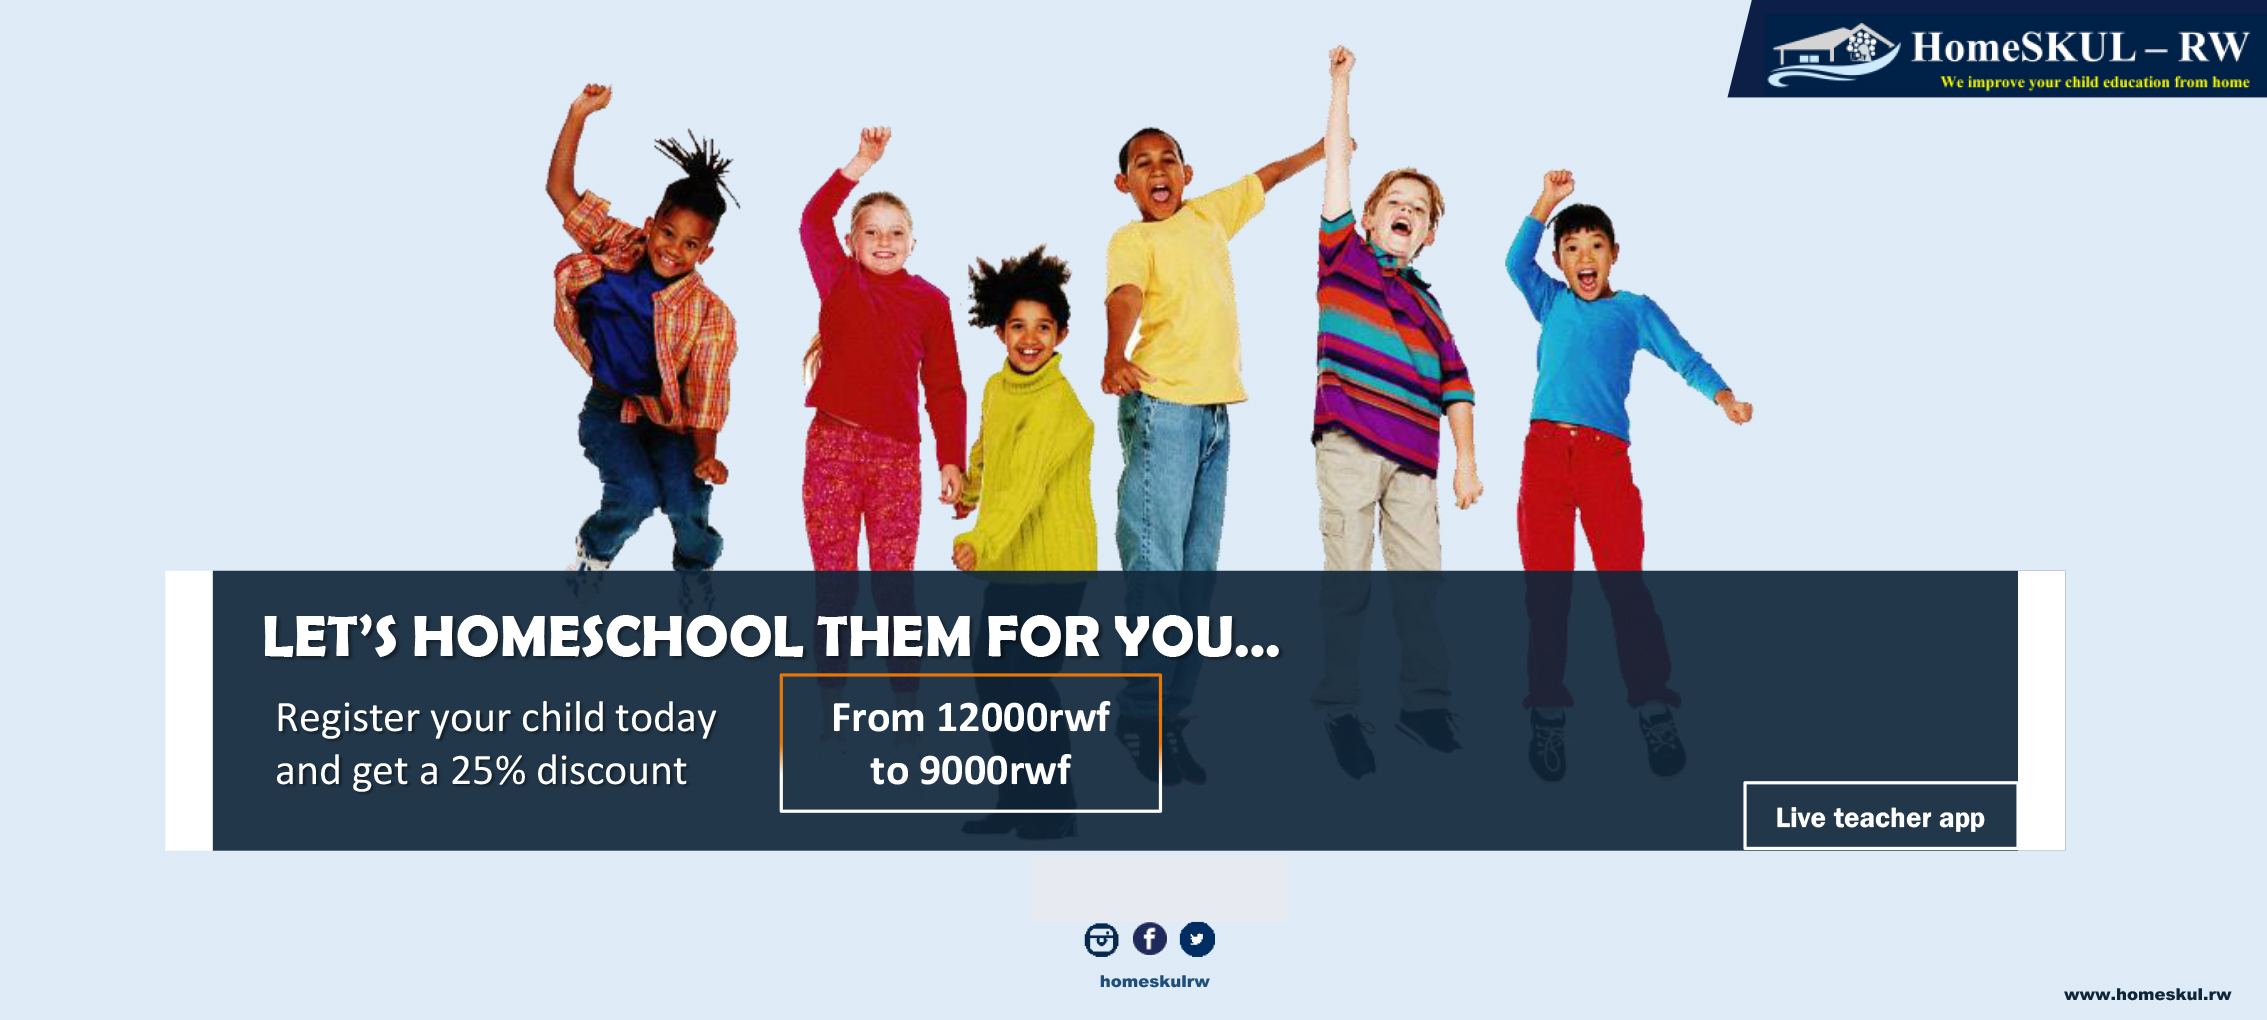 HomeSKUL – RW
We improve your child education from home
LET’S HOMESCHOOL THEM FOR YOU...
Register your child today
and get a 25% discount
From 12000rwf
to 9000rwf
Live teacher app
homeskulrw
www.homeskul.rw